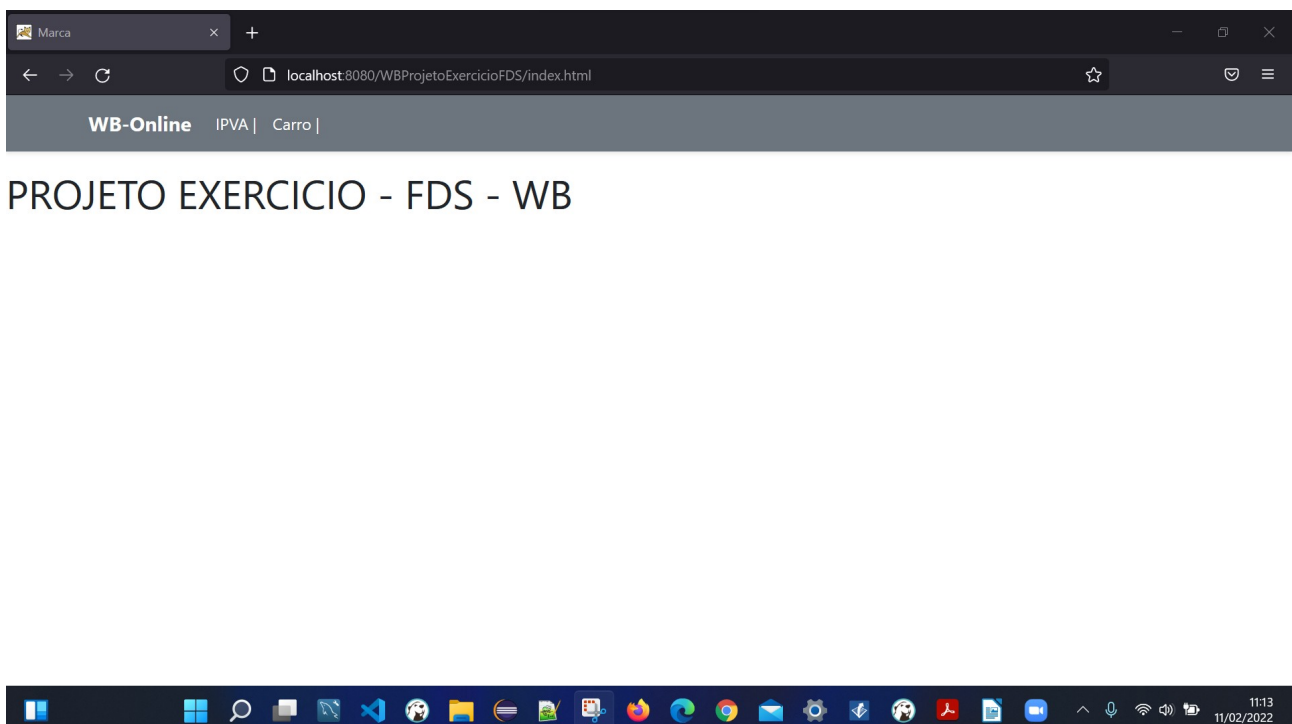 Marca
localhost:8080/WBProjetoExercicioFDS/index.html
WB-Online IPVA | Carro |
PROJETO EXERCICIO - FDS - WB
11:13
11/02/2022